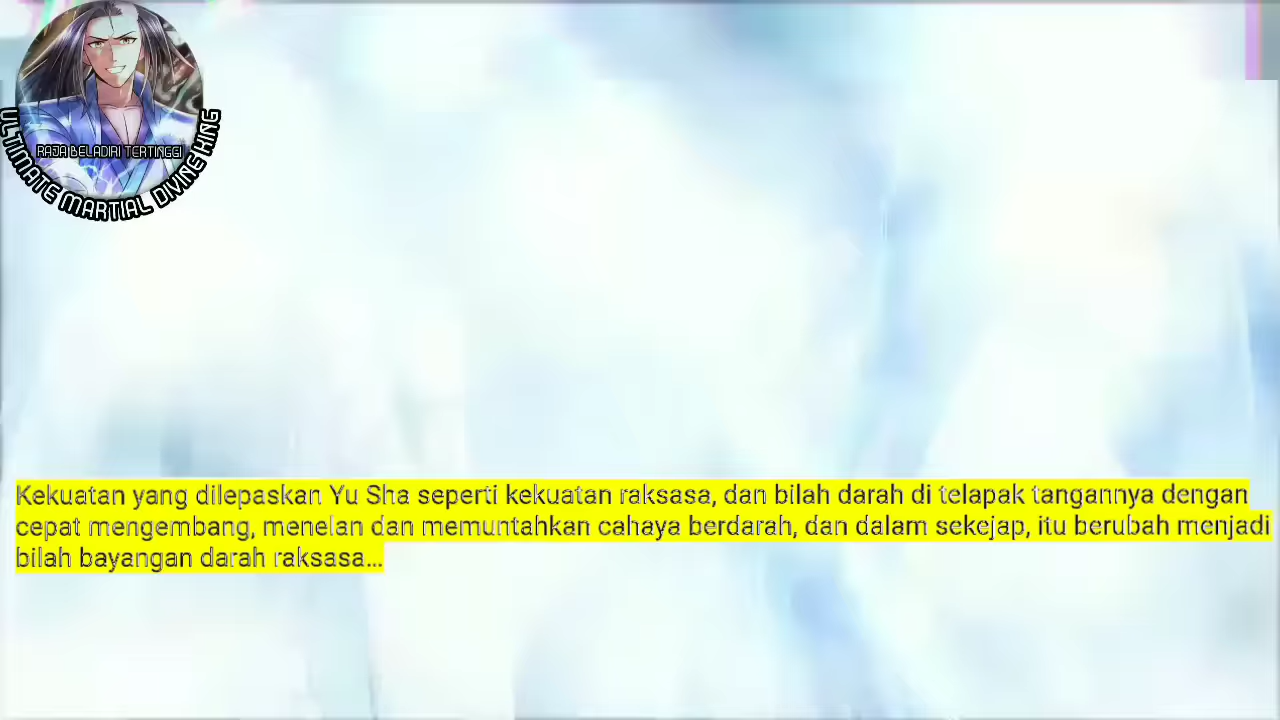 RAJA BELADIRI TERTINGGI
ULTIMATE MARTIAL DIVINE KING
Kekuatan yang dilepaskan Yu Sha seperti kekuatan raksasa, dan bilah darah di telapak tangannya dengan
cepat mengembang, menelan dan memuntahkan cahaya berdarah, dan dalam sekejap, itu berubah menjadi
bilah bayangan darah raksasa...